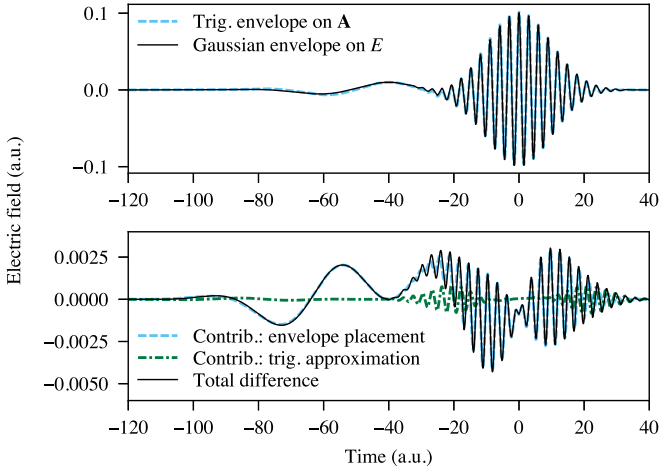 Electric field (a.u.)
0.1
0.0
−0.1
Trig. envelope on A
Gaussian envelope on E
−120 −100 −80 −60 −40 −20 0 20 40
0.0025
0.0000
−0.0025
−0.0050
Contrib.: envelope placement
Contrib.: trig. approximation
Total difference
−120 −100 −80 −60 −40 −20 0 20 40
Time (a.u.)